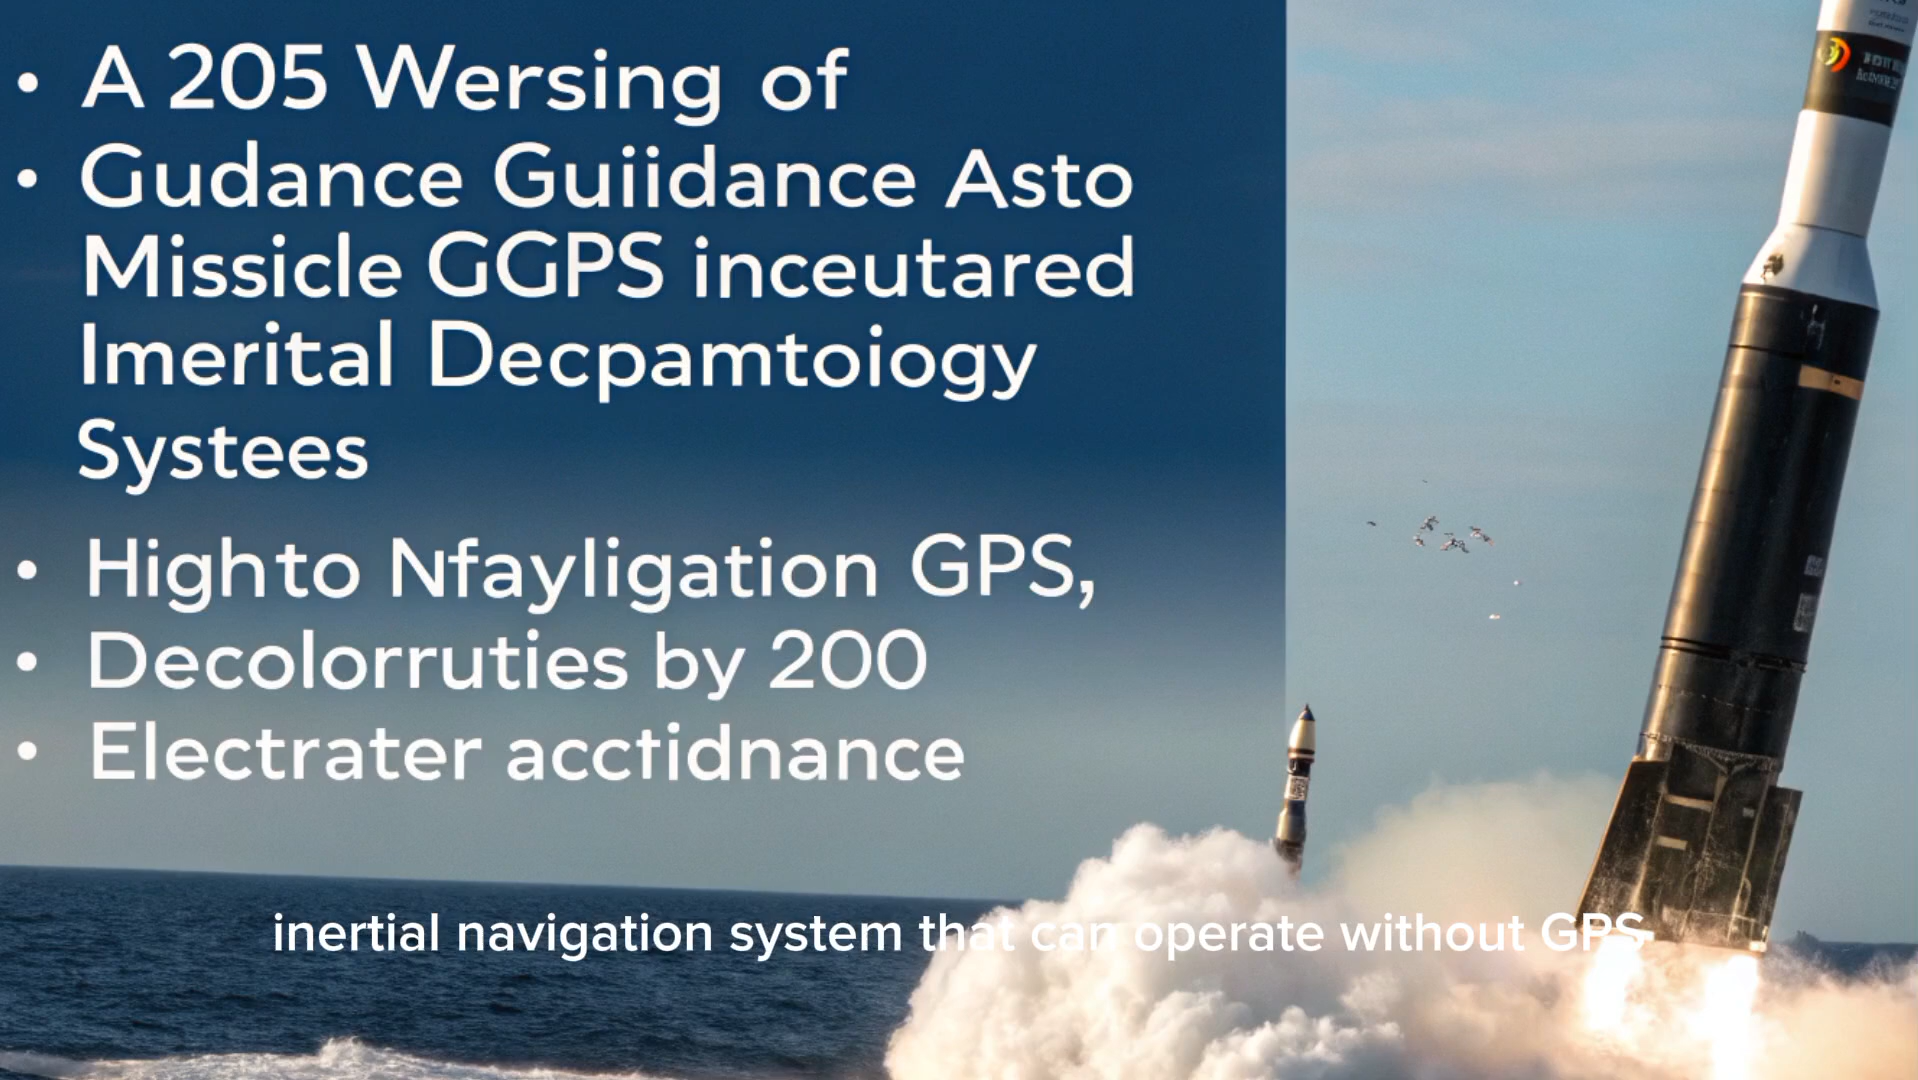 • A 205 Wersing of
• Gudance Guiidance Asto
Missicle GGPS inceutared
Imerital Decpamtoiogy
Systees
• Highto Nfayligation GPS,
• Decolorruties by 200
• Electrater acctidnance
inertial navigation system that can operate without GPS